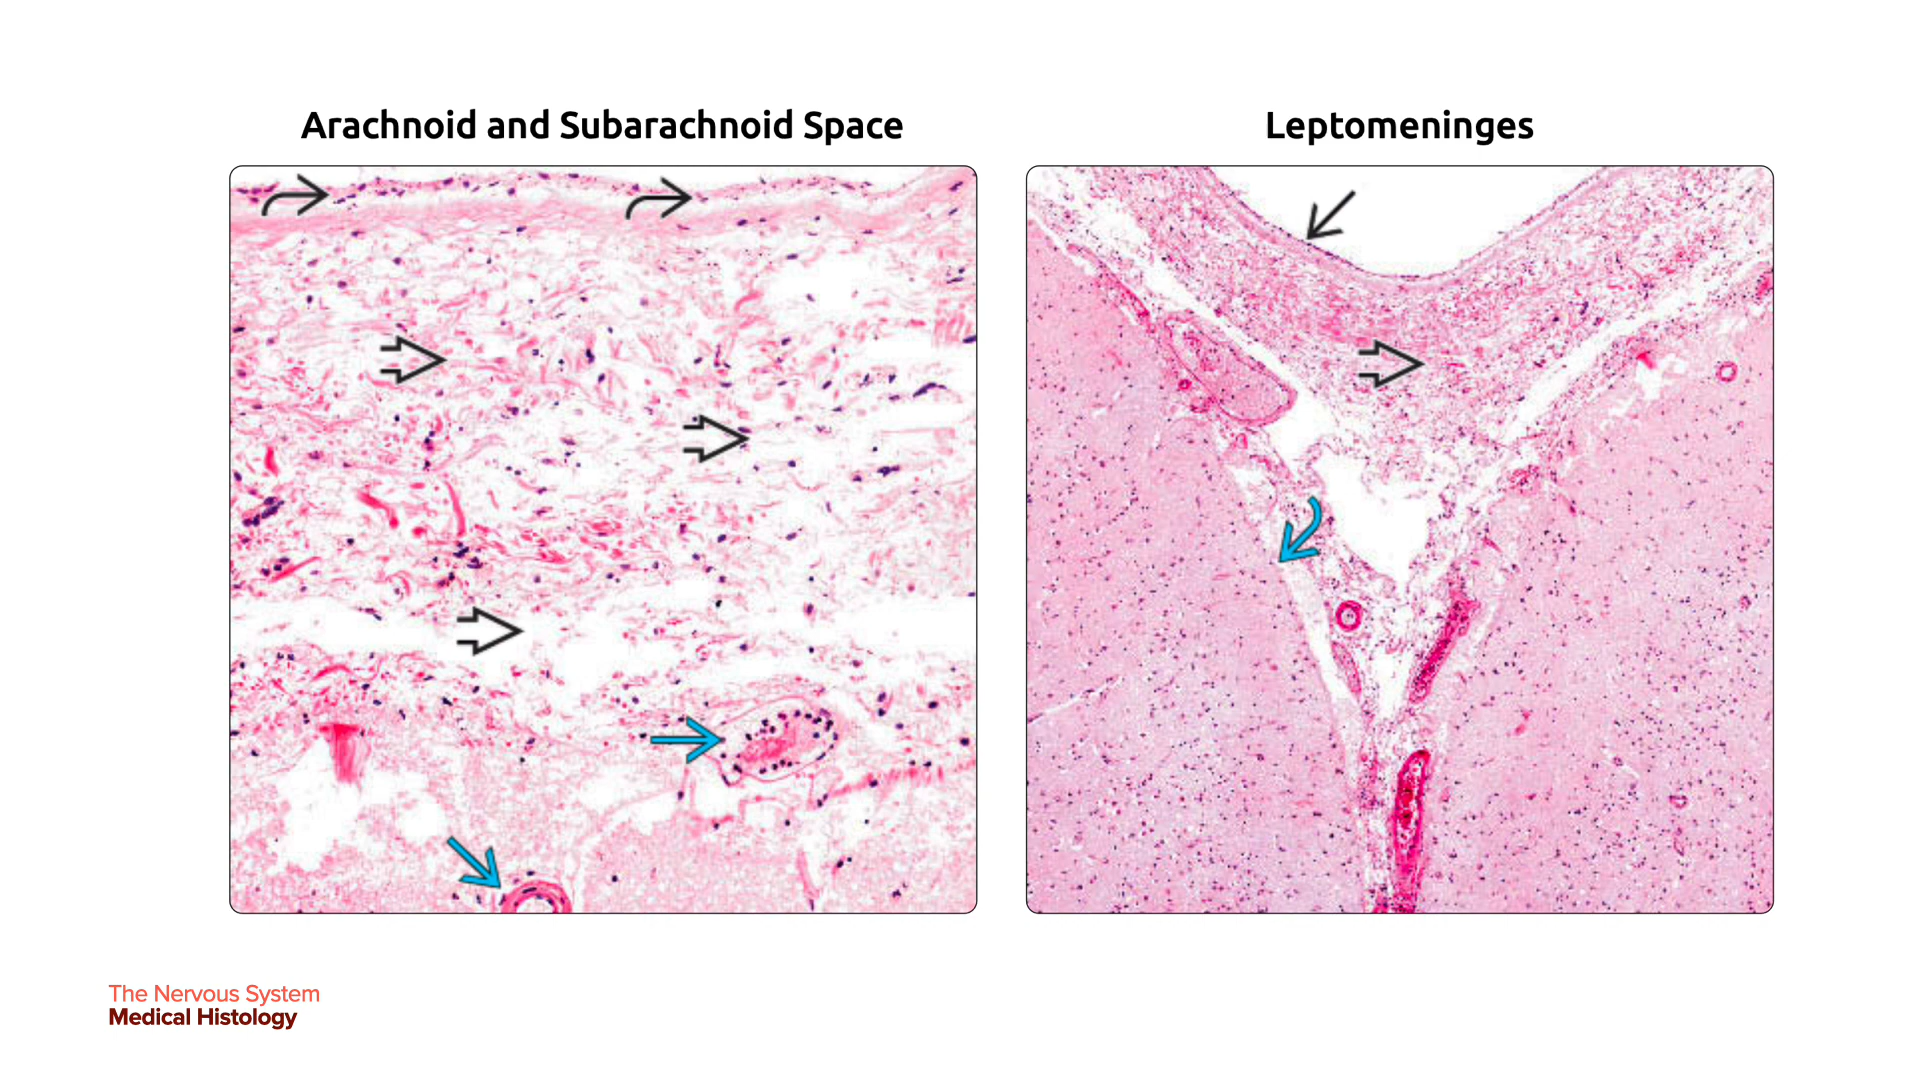 Arachnoid and Subarachnoid Space
Leptomeninges
The Nervous System
Medical Histology